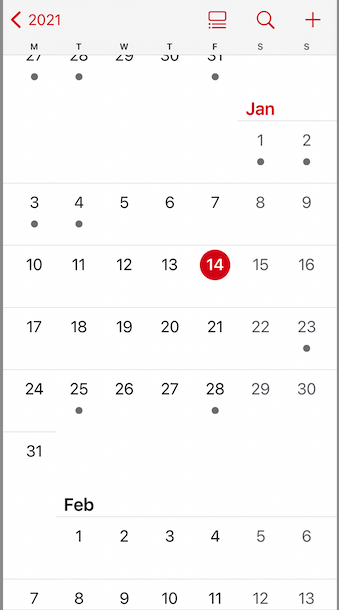 2021
M T W T F S S
27 28 29 30 31
Jan
1 2
3 4 5 6 7 8 9
10 11 12 13 14 15 16
17 18 19 20 21 22 23
24 25 26 27 28 29 30
31
Feb
1 2 3 4 5 6
7 8 9 10 11 12 13